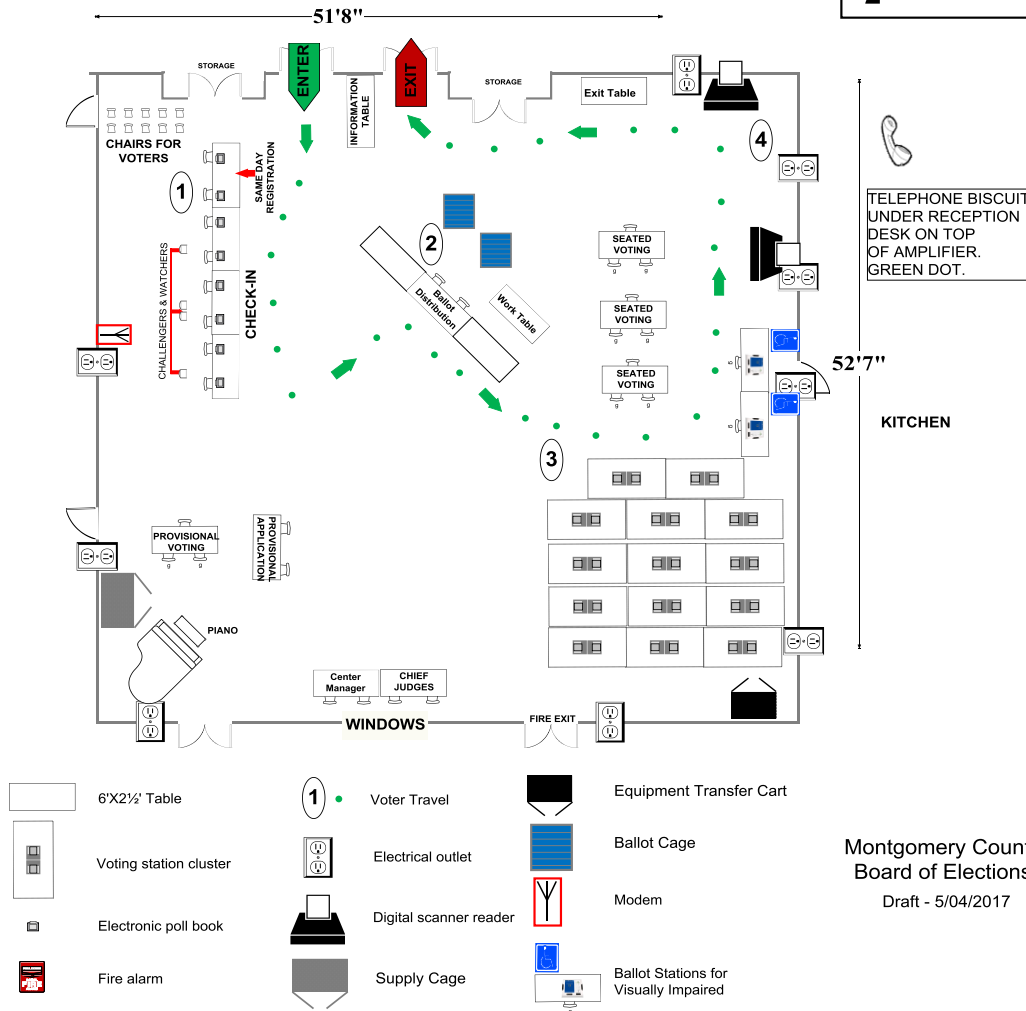 51'8"
STORAGE
ENTER
EXIT
INFORMATION
TABLE
STORAGE
Exit Table
CHAIRS FOR
VOTERS
1
SAME DAY
REGISTRATION
4
TELEPHONE BISCUIT
UNDER RECEPTION
DESK ON TOP
OF AMPLIFIER.
GREEN DOT.
2
SEATED
VOTING
CHALLENGERS & WATCHERS
CHECK-IN
Ballot
Distribution
Work Table
SEATED
VOTING
SEATED
VOTING
52'7"
KITCHEN
3
PROVISIONAL
VOTING
PROVISIONAL
APPLICATION
PIANO
Center
Manager
CHIEF
JUDGES
WINDOWS
FIRE EXIT
6'X2½' Table
1
Voter Travel
Equipment Transfer Cart
Voting station cluster
Electrical outlet
Ballot Cage
Electronic poll book
Digital scanner reader
Modem
Fire alarm
Supply Cage
Ballot Stations for
Visually Impaired
Montgomery Count
Board of Elections
Draft - 5/04/2017